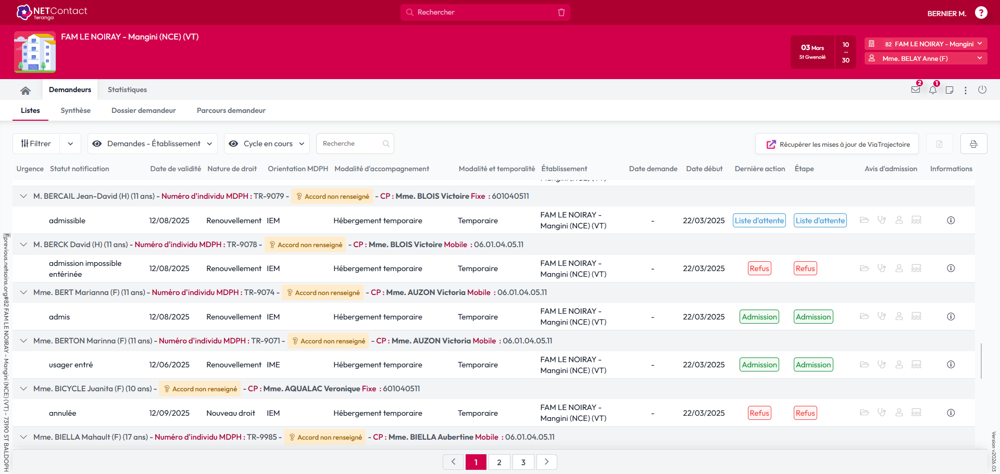 NETContact
Teranga
Rechercher
BERNIER M.
?
FAM LE NOIRAY - Mangini (NCE) (VT)
03 Mars
St Gwenolé
10
30
82 FAM LE NOIRAY - Mangini
Mme. BELAY Anne (F)
Demandeurs
Statistiques
2
1
Listes
Synthèse
Dossier demandeur
Parcours demandeur
Filtrer
Demandes - Établissement
Cycle en cours
Recherche
Récupérer les mises à jour de ViaTrajectoire
Urgence Statut notification Date de validité Nature de droit Orientation MDPH Modalité d'accompagnement Modalité et temporalité Établissement Date demande Date début Dernière action Étape Avis d'admission Informations
Mangini (NCE) (VT)
M. BERCAIL Jean-David (H) (11 ans) - Numéro d'individu MDPH : TR-9079 - Accord non renseigné - CP : Mme. BLOIS Victoire Fixe : 601040511
admissible 12/08/2025 Renouvellement IEM Hébergement temporaire Temporaire FAM LE NOIRAY - - 22/03/2025 Liste d'attente Liste d'attente
Mangini (NCE) (VT)
M. BERCK David (H) (11 ans) - Numéro d'individu MDPH : TR-9078 - Accord non renseigné - CP : Mme. BLOIS Victoire Mobile : 06.01.04.05.11
admission impossible 12/08/2025 Renouvellement IEM Hébergement temporaire Temporaire FAM LE NOIRAY - - 22/03/2025 Refus Refus
entérinée Mangini (NCE) (VT)
Mme. BERT Marianna (F) (11 ans) - Numéro d'individu MDPH : TR-9074 - Accord non renseigné - CP : Mme. AUZON Victoria Mobile : 06.01.04.05.11
admis 12/08/2025 Renouvellement IEM Hébergement temporaire Temporaire FAM LE NOIRAY - - 22/03/2025 Admission Admission
Mangini (NCE) (VT)
Mme. BERTON Marinna (F) (11 ans) - Numéro d'individu MDPH : TR-9071 - Accord non renseigné - CP : Mme. AUZON Victoria Mobile : 06.01.04.05.11
usager entré 12/06/2025 Renouvellement IME Hébergement temporaire Temporaire FAM LE NOIRAY - - 22/03/2025 Admission Admission
Mangini (NCE) (VT)
Mme. BICYCLE Juanita (F) (10 ans) - Accord non renseigné - CP : Mme. AQUALAC Veronique Fixe : 601040511
annulée 12/09/2025 Nouveau droit IEM Hébergement temporaire Temporaire FAM LE NOIRAY - - 22/03/2025 Refus Refus
Mangini (NCE) (VT)
Mme. BIELLA Mahault (F) (17 ans) - Numéro d'individu MDPH : TR-9985 - Accord non renseigné - CP : Mme. BIELLA Aubertine Mobile : 06.01.04.05.11
1 2 3
previous.netsoins.org#82 FAM LE NOIRAY - Mangini (NCE) (VT) - 73190 ST BALDOPH
Version v2026.03